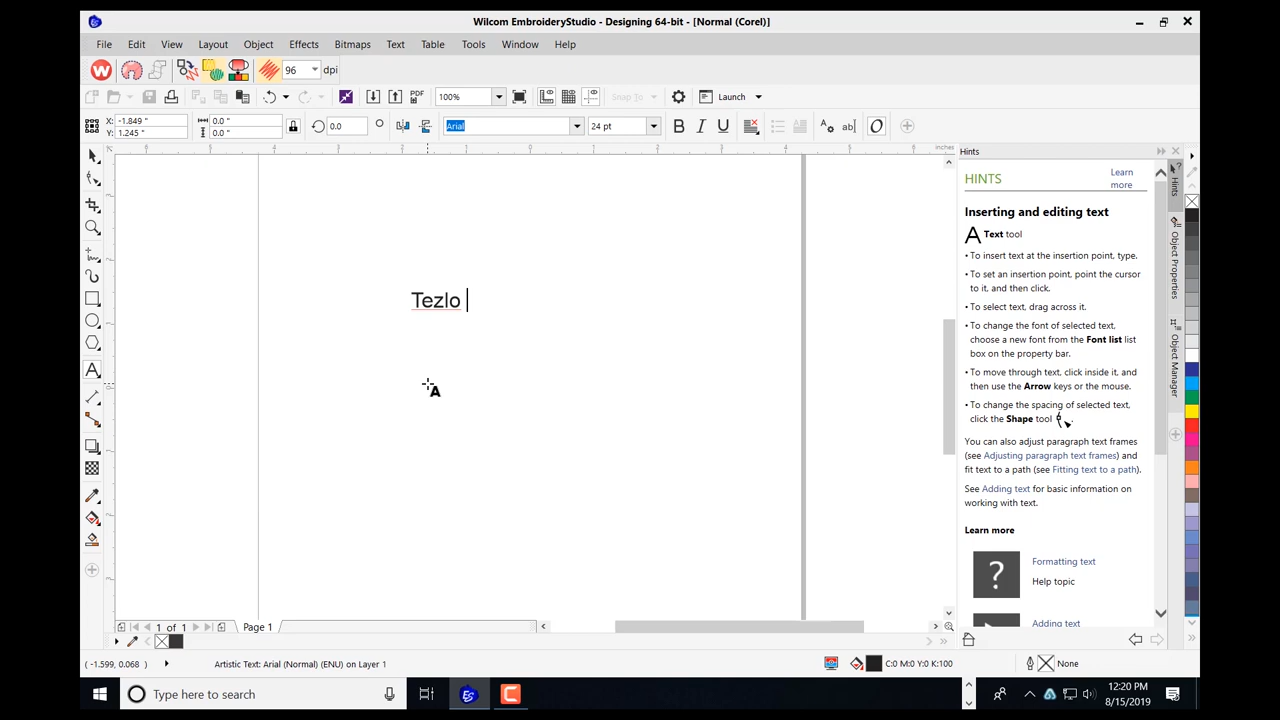 Wilcom EmbroideryStudio - Designing 64-bit - [Normal (Corel)]
File Edit View Layout Object Effects Bitmaps Text Table Tools Window Help
W 96 dpi
PDF 100% Snap To Launch
X: -1.849 " 0.0 " 0.0 Arial 24 pt B I U ab| O
Y: 1.245 " 0.0 "
inches
Hints
HINTS Learn more
Inserting and editing text
A Text tool
• To insert text at the insertion point, type.
• To set an insertion point, point the cursor
to it, and then click.
• To select text, drag across it.
• To change the font of selected text,
choose a new font from the Font list list
box on the property bar.
• To move through text, click inside it, and
then use the Arrow keys or the mouse.
• To change the spacing of selected text,
click the Shape tool .
You can also adjust paragraph text frames
(see Adjusting paragraph text frames) and
fit text to a path (see Fitting text to a path).
See Adding text for basic information on
working with text.
Learn more
? Formatting text
Help topic
Adding text
Hints
Object Properties
Object Manager
Tezlo
A
1 of 1 Page 1
( -1.599, 0.068 ) Artistic Text: Arial (Normal) (ENU) on Layer 1 C:0 M:0 Y:0 K:100 None
Type here to search ES C 12:20 PM
8/15/2019